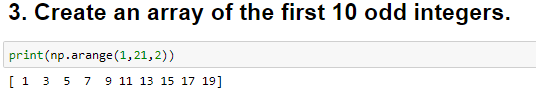 3. Create an array of the first 10 odd integers.
print(np.arange(1,21,2))
[ 1  3  5  7  9 11 13 15 17 19]